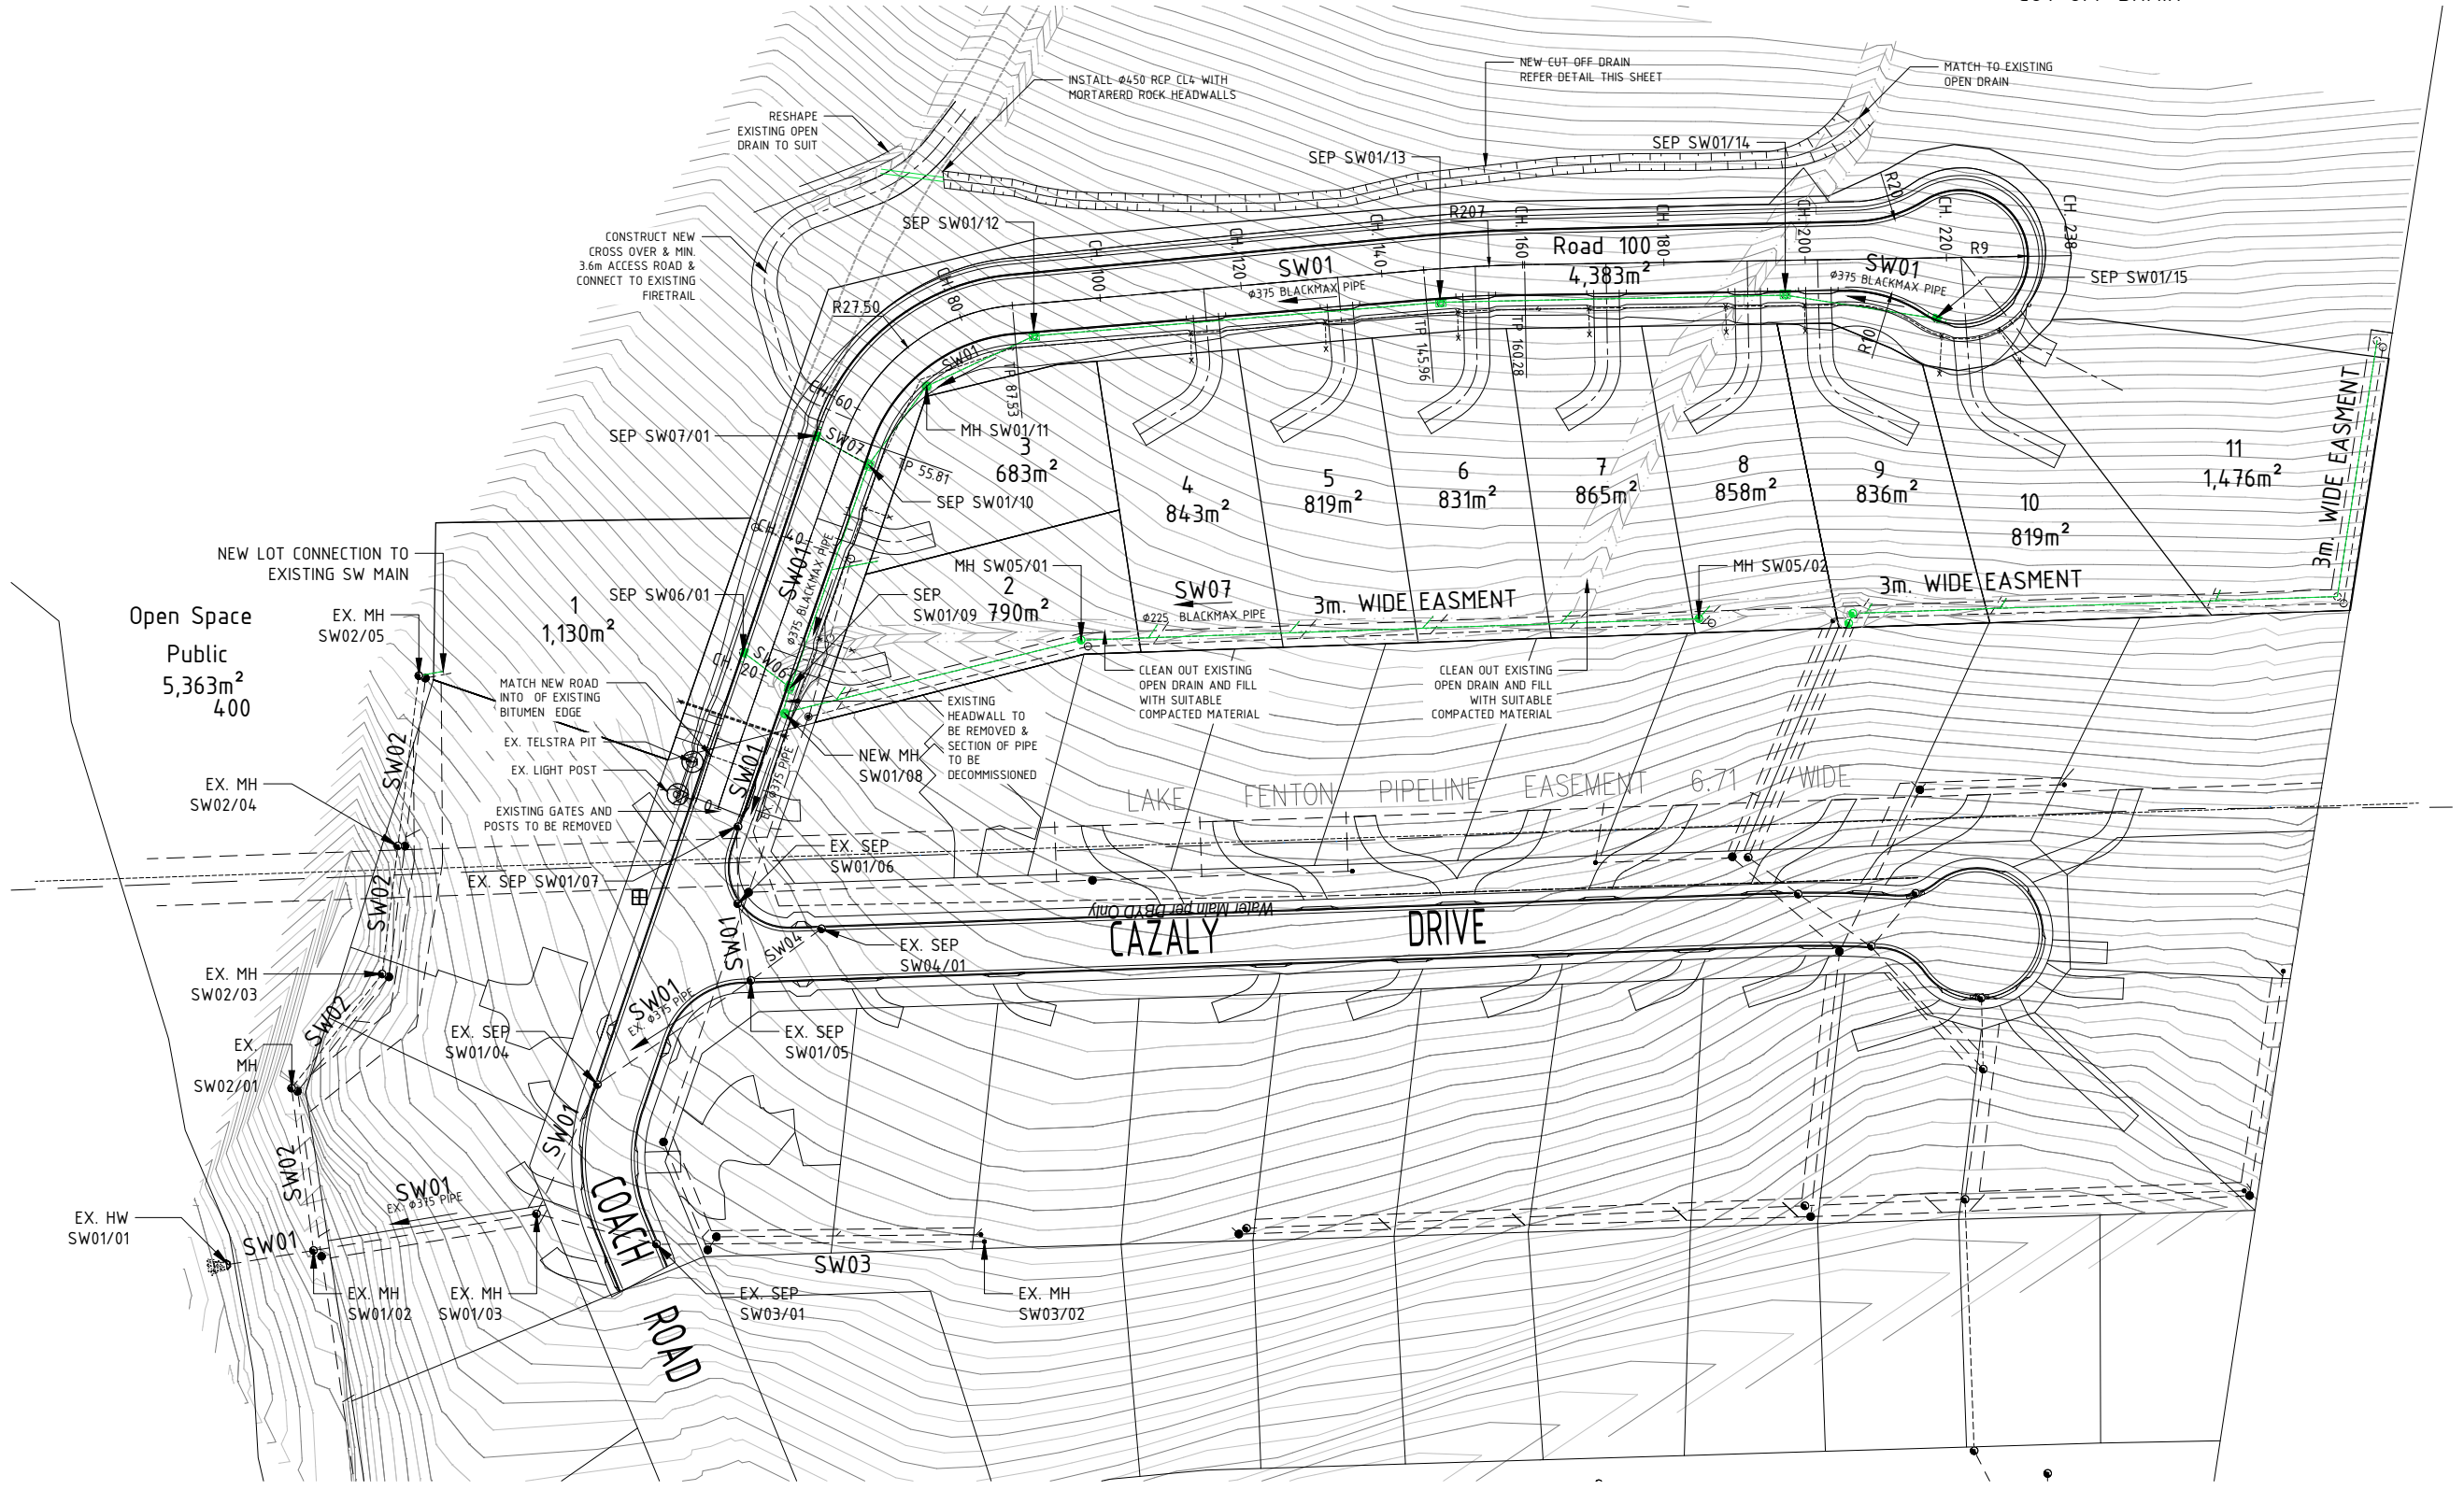 INSTALL Ø450 RCP CL4 WITH
MORTARERD ROCK HEADWALLS
NEW CUT OFF DRAIN
REFER DETAIL THIS SHEET
MATCH TO EXISTING
OPEN DRAIN
RESHAPE
EXISTING OPEN
DRAIN TO SUIT
SEP SW01/12
SEP SW01/13
SEP SW01/14
SEP SW01/15
CONSTRUCT NEW
CROSS OVER & MIN.
3.6m ACCESS ROAD &
CONNECT TO EXISTING
FIRETRAIL
R207
R20
R9
R10
R27.50
Road 100
4,383m²
SW01
Ø375 BLACKMAX PIPE
SW01
Ø375 BLACKMAX PIPE
CH. 20
CH. 40
CH. 60
CH. 80
CH. 100
CH. 120
CH. 140
CH. 160
CH. 180
CH. 200
CH. 220
CH. 238
TP 55.81
TP 87.53
TP 145.96
TP 160.28
SW01
MH SW01/11
SEP SW07/01
SW07
SEP SW01/10
3
683m²
4
843m²
5
819m²
6
831m²
7
865m²
8
858m²
9
836m²
10
819m²
11
1,476m²
3m. WIDE EASMENT
NEW LOT CONNECTION TO
EXISTING SW MAIN
Open Space
Public
5,363m²
400
EX. MH
SW02/05
1
1,130m²
SEP SW06/01
SW06
SW01
Ø375 BLACKMAX PIPE
SEP
SW01/09
MH SW05/01
2
790m²
SW07
Ø225 BLACKMAX PIPE
3m. WIDE EASMENT
MH SW05/02
3m. WIDE EASMENT
CLEAN OUT EXISTING
OPEN DRAIN AND FILL
WITH SUITABLE
COMPACTED MATERIAL
CLEAN OUT EXISTING
OPEN DRAIN AND FILL
WITH SUITABLE
COMPACTED MATERIAL
MATCH NEW ROAD
INTO OF EXISTING
BITUMEN EDGE
EX. TELSTRA PIT
EX. LIGHT POST
EXISTING GATES AND
POSTS TO BE REMOVED
EXISTING
HEADWALL TO
BE REMOVED &
SECTION OF PIPE
TO BE
DECOMMISSIONED
NEW MH
SW01/08
SW01
EX. Ø375 PIPE
SW02
EX. MH
SW02/04
LAKE FENTON PIPELINE EASEMENT 6.71 WIDE
EX. SEP
SW01/06
EX. SEP SW01/07
SW02
Water Main per DBYD Only
CAZALY DRIVE
SW01
SW04
EX. SEP
SW04/01
EX. MH
SW02/03
SW02
SW01
EX. Ø375 PIPE
EX. SEP
SW01/04
EX. SEP
SW01/05
EX.
MH
SW02/01
SW01
SW02
SW01
EX. Ø375 PIPE
COACH
ROAD
EX. HW
SW01/01
SW01
SW03
EX. MH
SW01/02
EX. MH
SW01/03
EX. SEP
SW03/01
EX. MH
SW03/02